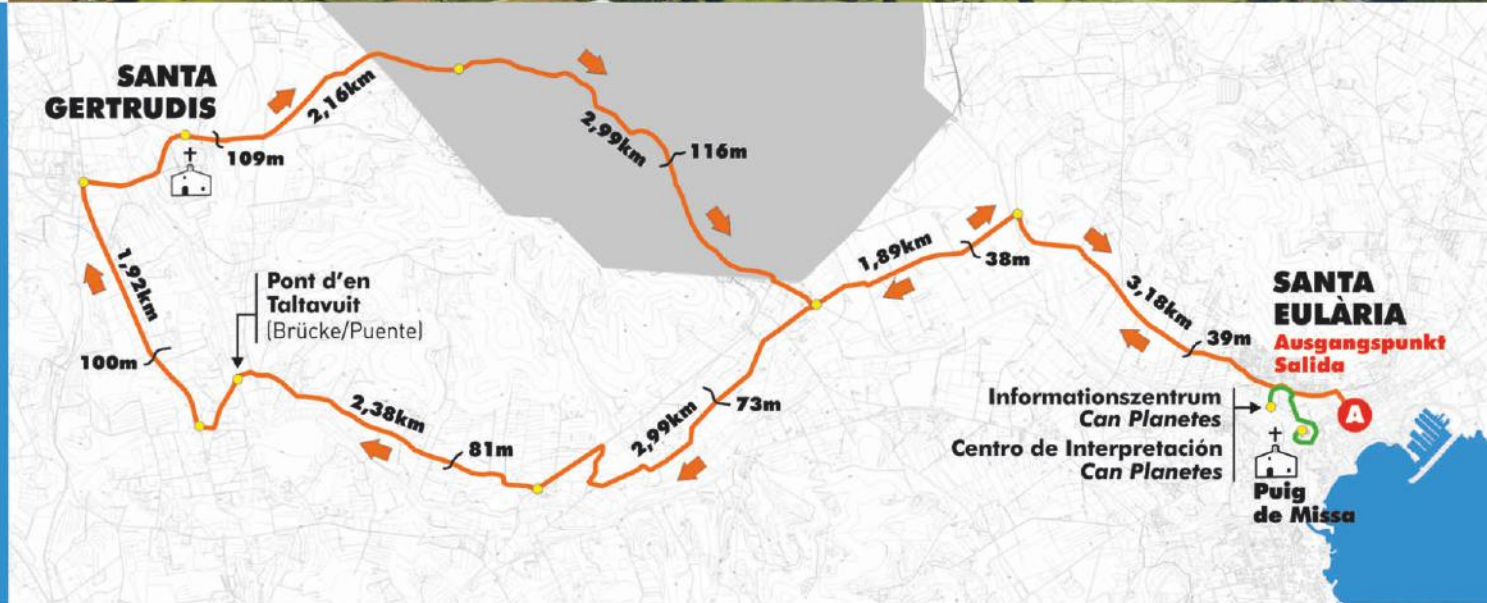 SANTA
GERTRUDIS
2,16km
109m
2,99km
116m
1,92km
100m
Pont d'en
Taltavuit
(Brücke/Puente)
2,38km
81m
2,99km
73m
1,89km
38m
3,18km
39m
SANTA
EULÀRIA
Ausgangspunkt
Salida
A
Informationszentrum
Can Planetes
Centro de Interpretación
Can Planetes
Puig
de Missa